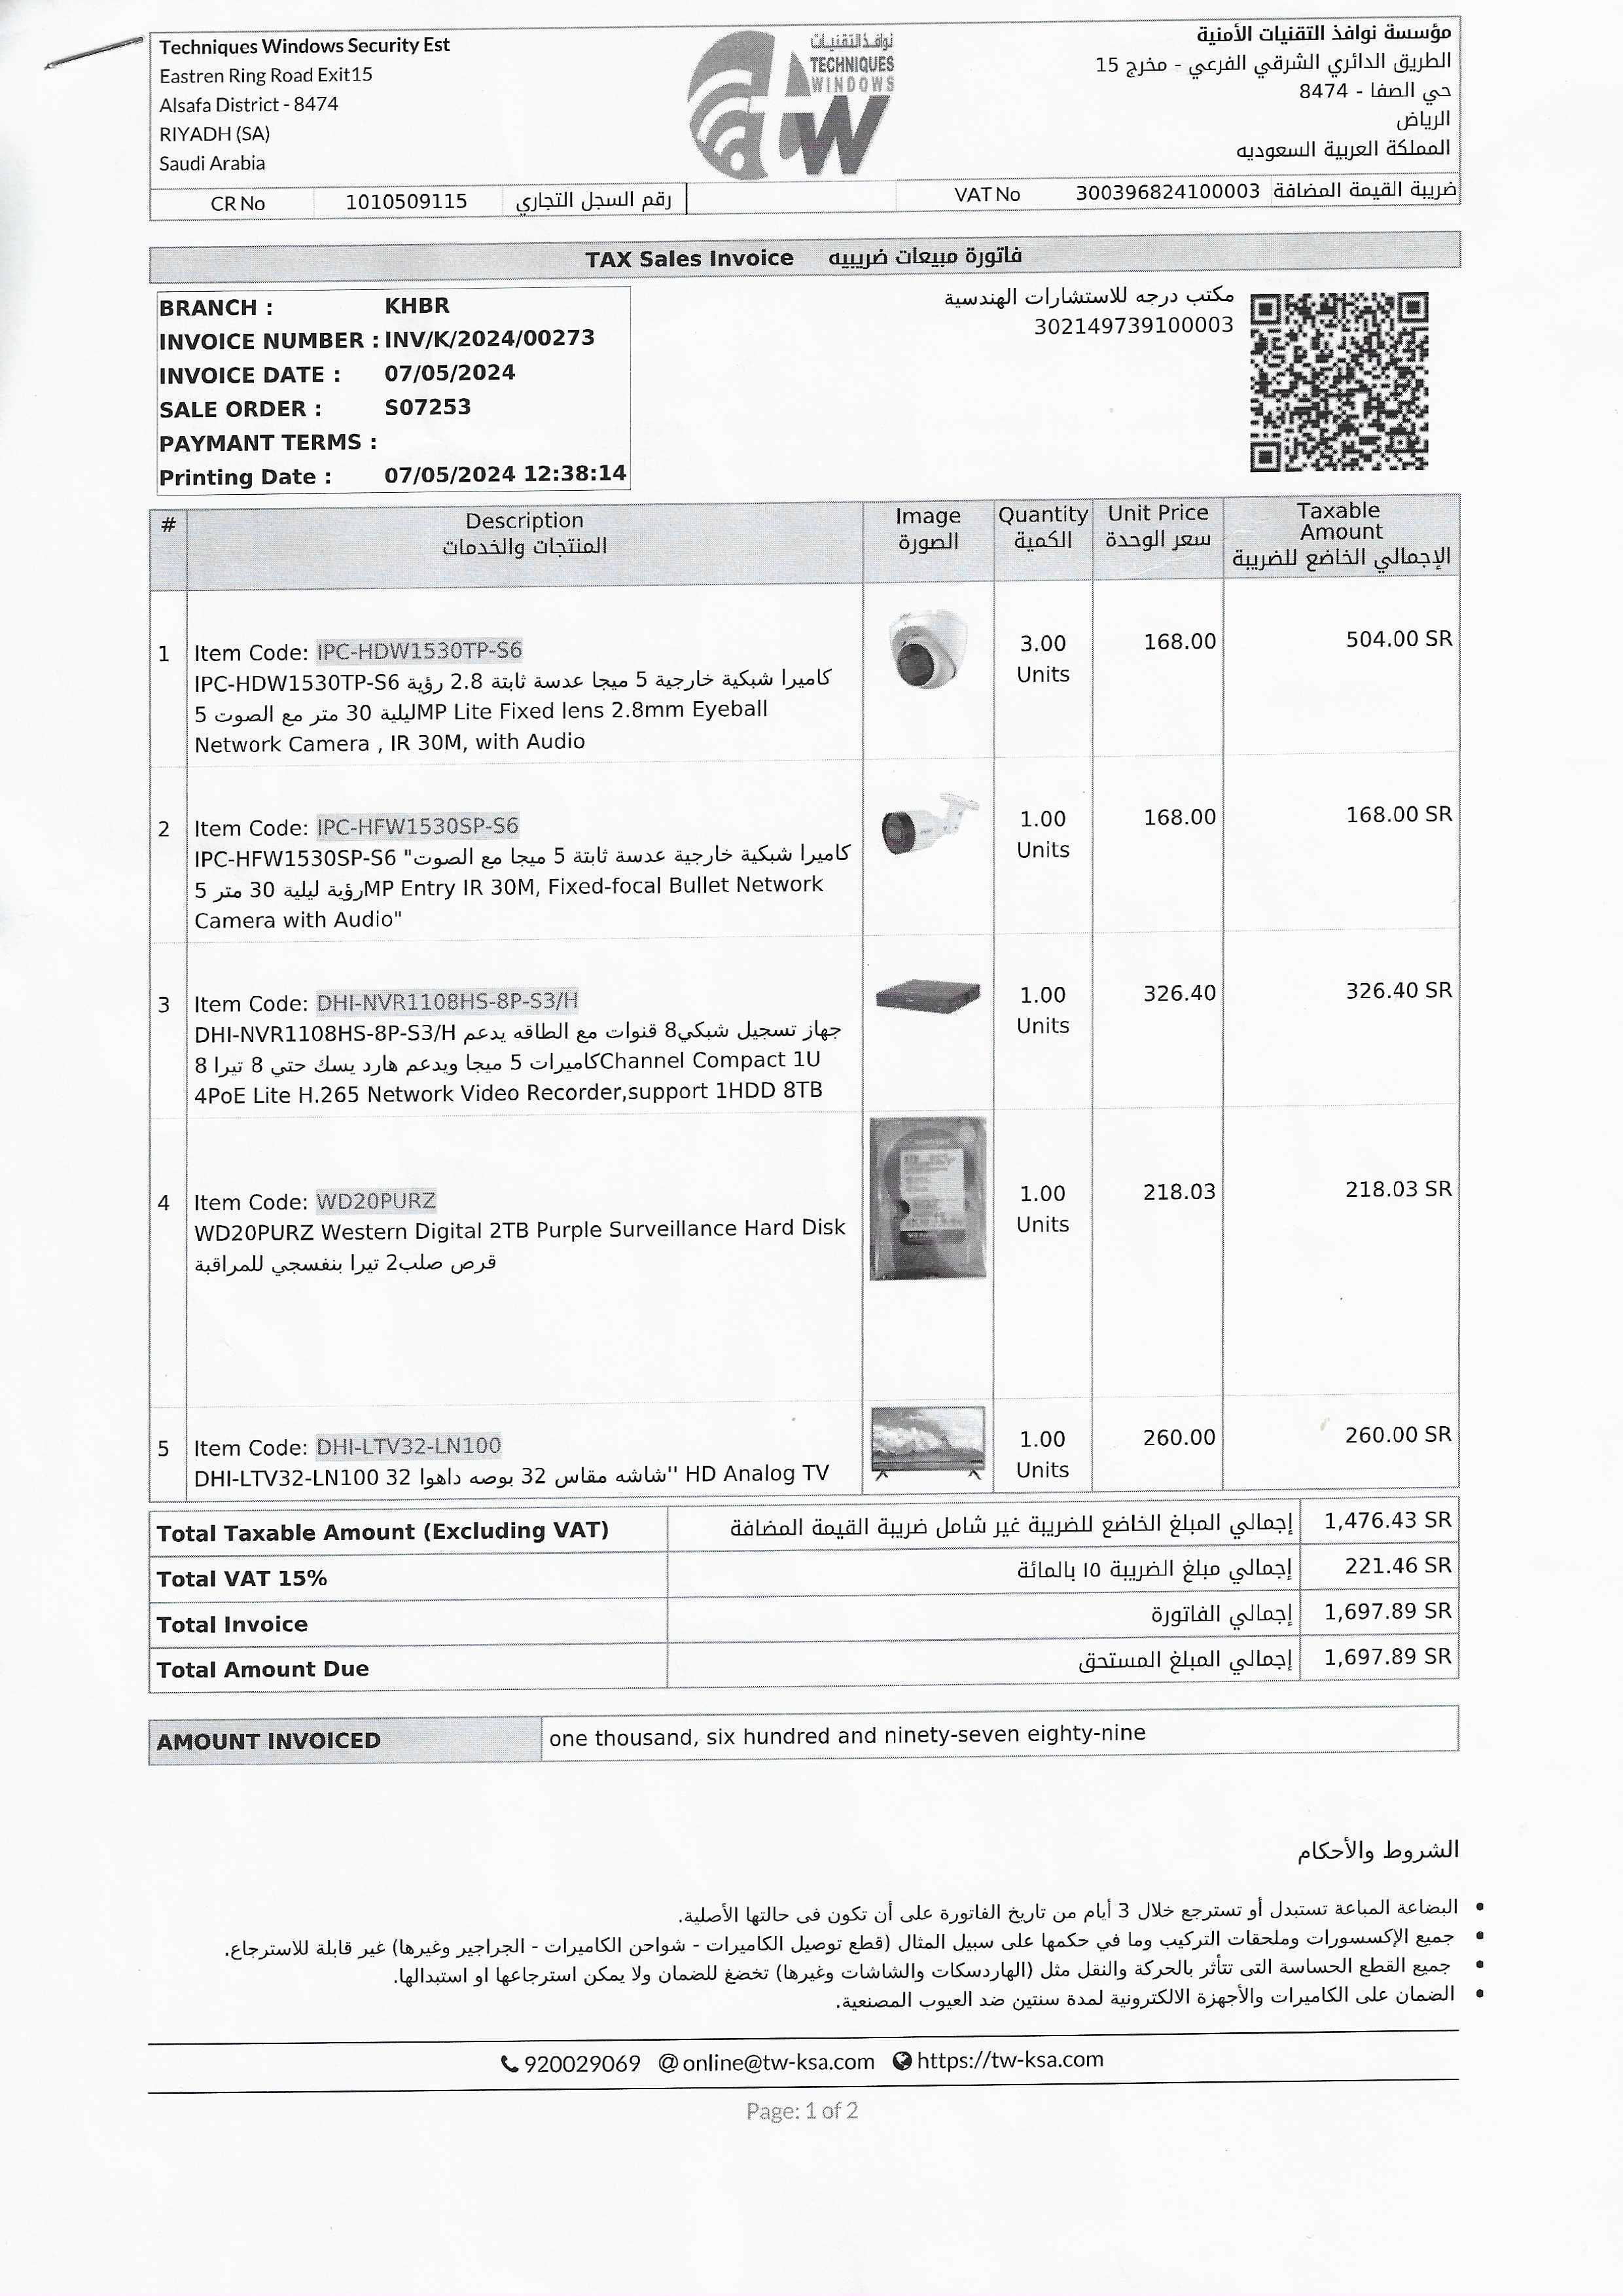 Techniques Windows Security Est
Eastren Ring Road Exit15
Alsafa District - 8474
RIYADH (SA)
Saudi Arabia
نوافذ التقنيات
TECHNIQUES
WINDOWS
tw
مؤسسة نوافذ التقنيات الأمنية
الطريق الدائري الشرقي الفرعي - مخرج 15
حي الصفا - 8474
الرياض
المملكة العربية السعوديه
CR No 1010509115 رقم السجل التجاري
VAT No 300396824100003 ضريبة القيمة المضافة
TAX Sales Invoice فاتورة مبيعات ضريبيه
BRANCH : KHBR
INVOICE NUMBER : INV/K/2024/00273
INVOICE DATE : 07/05/2024
SALE ORDER : S07253
PAYMANT TERMS :
Printing Date : 07/05/2024 12:38:14
مكتب درجه للاستشارات الهندسية
302149739100003
# Description Image Quantity Unit Price Taxable
Amount
المنتجات والخدمات الصورة الكمية سعر الوحدة الإجمالي الخاضع للضريبة
1 Item Code: IPC-HDW1530TP-S6 3.00 Units 168.00 504.00 SR
IPC-HDW1530TP-S6 كاميرا شبكية خارجية 5 ميجا عدسة ثابتة 2.8 رؤية
ليلية 30 متر مع الصوت 5MP Lite Fixed lens 2.8mm Eyeball
Network Camera , IR 30M, with Audio
2 Item Code: IPC-HFW1530SP-S6 1.00 Units 168.00 168.00 SR
IPC-HFW1530SP-S6 "كاميرا شبكية خارجية عدسة ثابتة 5 ميجا مع الصوت
رؤية ليلية 30 متر 5MP Entry IR 30M, Fixed-focal Bullet Network
Camera with Audio"
3 Item Code: DHI-NVR1108HS-8P-S3/H 1.00 Units 326.40 326.40 SR
DHI-NVR1108HS-8P-S3/H جهاز تسجيل شبكي8 قنوات مع الطاقه يدعم
كاميرات 5 ميجا ويدعم هارد يسك حتي 8 تيرا 8Channel Compact 1U
4PoE Lite H.265 Network Video Recorder,support 1HDD 8TB
4 Item Code: WD20PURZ 1.00 Units 218.03 218.03 SR
WD20PURZ Western Digital 2TB Purple Surveillance Hard Disk
قرص صلب2 تيرا بنفسجي للمراقبة
5 Item Code: DHI-LTV32-LN100 1.00 Units 260.00 260.00 SR
DHI-LTV32-LN100 شاشه مقاس 32 بوصه داهوا 32'' HD Analog TV
Total Taxable Amount (Excluding VAT) إجمالي المبلغ الخاضع للضريبة غير شامل ضريبة القيمة المضافة 1,476.43 SR
Total VAT 15% إجمالي مبلغ الضريبة ١٥ بالمائة 221.46 SR
Total Invoice إجمالي الفاتورة 1,697.89 SR
Total Amount Due إجمالي المبلغ المستحق 1,697.89 SR
AMOUNT INVOICED one thousand, six hundred and ninety-seven eighty-nine
الشروط والأحكام
• البضاعة المباعة تستبدل أو تسترجع خلال 3 أيام من تاريخ الفاتورة على أن تكون فى حالتها الأصلية.
• جميع الإكسسورات وملحقات التركيب وما في حكمها على سبيل المثال (قطع توصيل الكاميرات - شواحن الكاميرات - الجراجير وغيرها) غير قابلة للاسترجاع.
• جميع القطع الحساسة التى تتأثر بالحركة والنقل مثل (الهاردسكات والشاشات وغيرها) تخضغ للضمان ولا يمكن استرجاعها او استبدالها.
• الضمان على الكاميرات والأجهزة الالكترونية لمدة سنتين ضد العيوب المصنعية.
920029069 @ online@tw-ksa.com https://tw-ksa.com
Page: 1 of 2